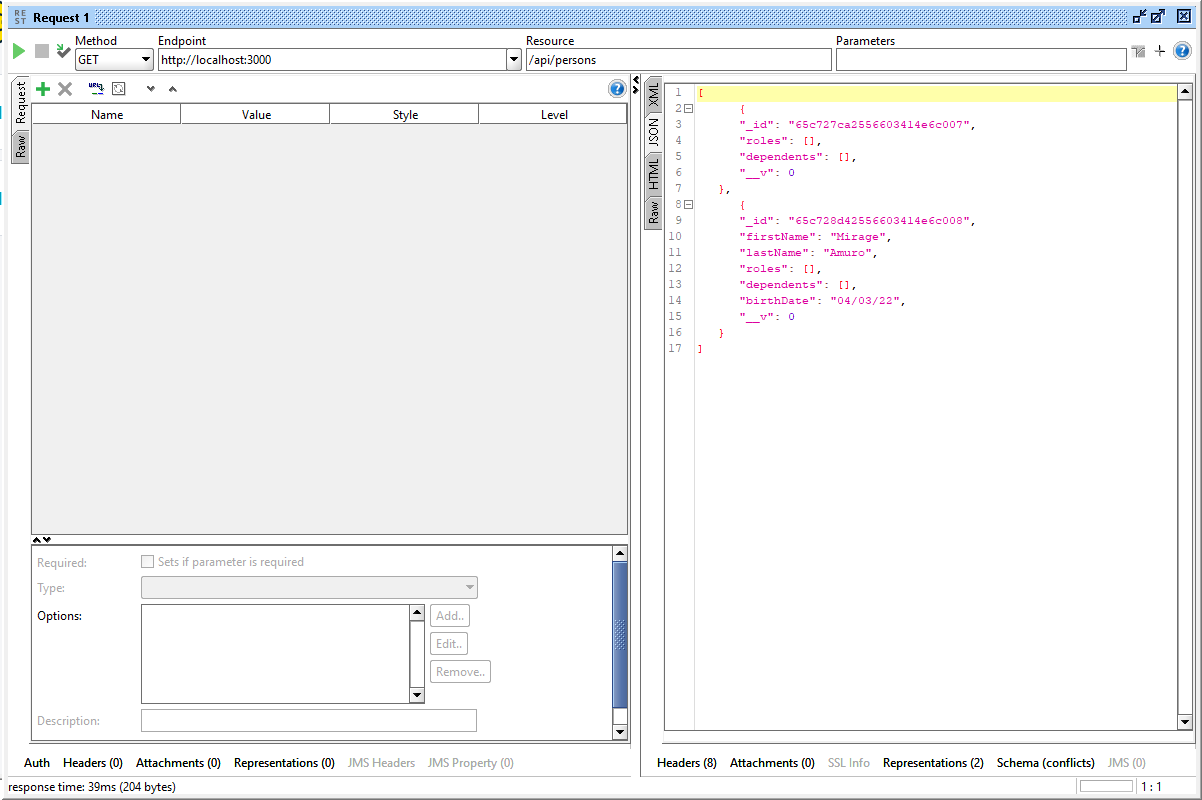 REST Request 1
Method Endpoint Resource Parameters
GET http://localhost:3000 /api/persons
Request
Raw
Name Value Style Level
Required: Sets if parameter is required
Type:
Options: Add..
Edit..
Remove..
Description:
Auth Headers (0) Attachments (0) Representations (0) JMS Headers JMS Property (0)
XML
JSON
HTML
Raw
1 [
2 {
3 "_id": "65c727ca2556603414e6c007",
4 "roles": [],
5 "dependents": [],
6 "__v": 0
7 },
8 {
9 "_id": "65c728d42556603414e6c008",
10 "firstName": "Mirage",
11 "lastName": "Amuro",
12 "roles": [],
13 "dependents": [],
14 "birthDate": "04/03/22",
15 "__v": 0
16 }
17 ]
Headers (8) Attachments (0) SSL Info Representations (2) Schema (conflicts) JMS (0)
response time: 39ms (204 bytes) 1 : 1